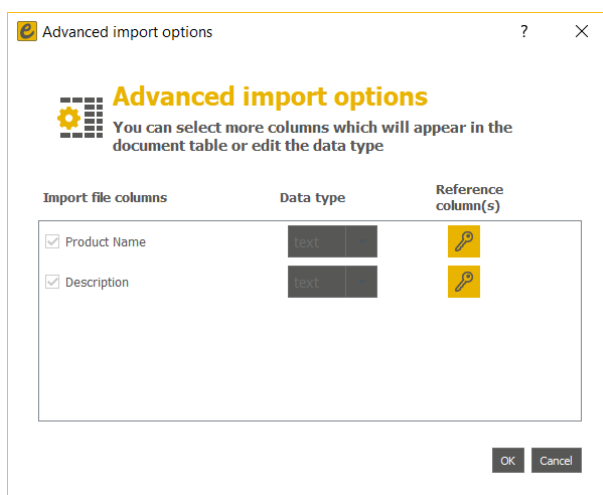 Advanced import options
?
Advanced import options
You can select more columns which will appear in the
document table or edit the data type
Import file columns
Data type
Reference
column(s)
Product Name
text
Description
text
OK
Cancel